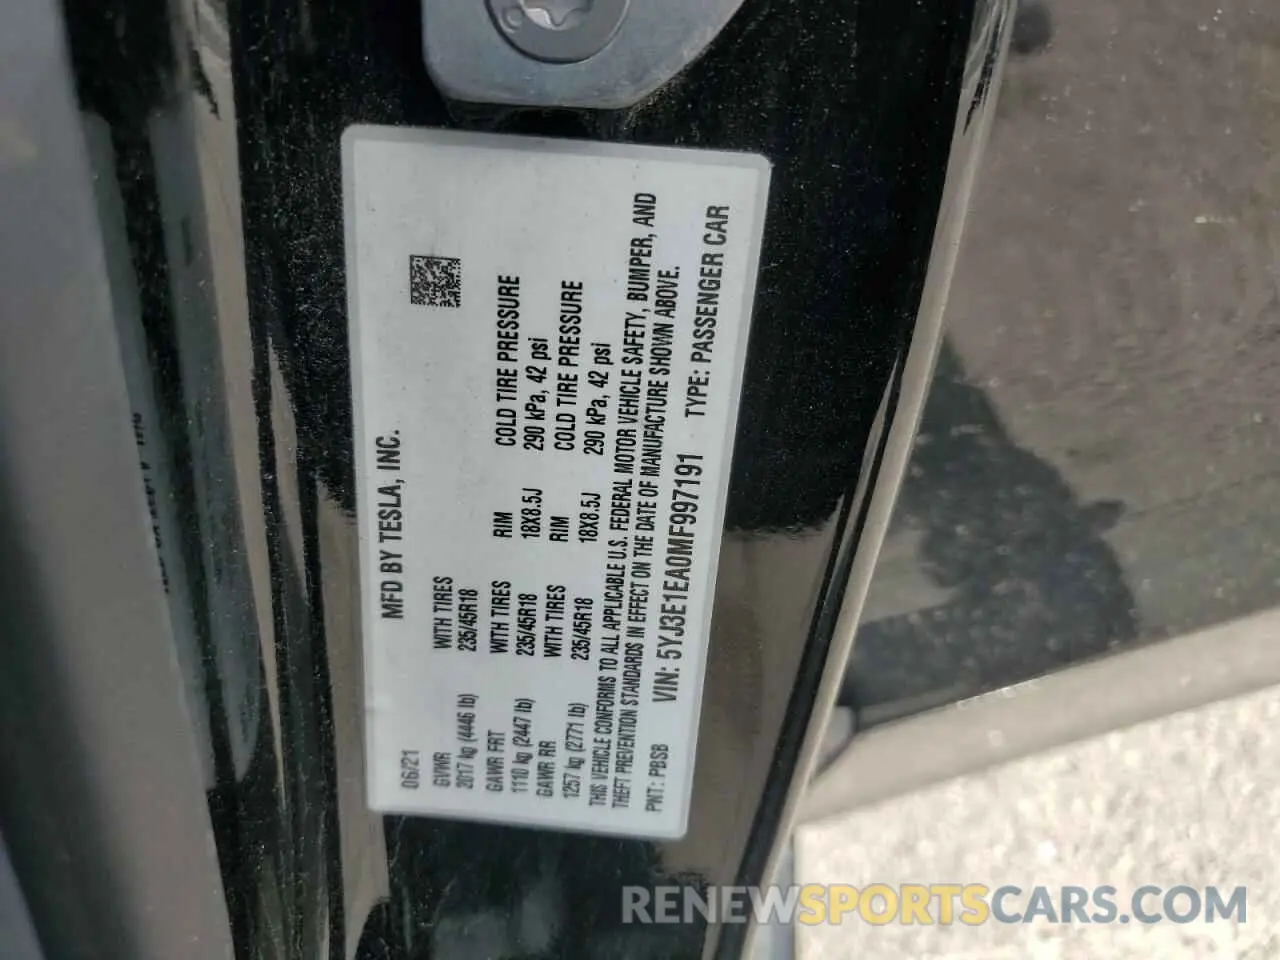 MFD BY TESLA, INC.
06/21
GVWR
2017 kg (4446 lb)
WITH TIRES
235/45R18
GAWR FRT
1110 kg (2447 lb)
WITH TIRES
235/45R18
RIM
18X8.5J
COLD TIRE PRESSURE
290 kPa, 42 psi
GAWR RR
1257 kg (2771 lb)
WITH TIRES
235/45R18
RIM
18X8.5J
COLD TIRE PRESSURE
290 kPa, 42 psi
THIS VEHICLE CONFORMS TO ALL APPLICABLE U.S. FEDERAL MOTOR VEHICLE SAFETY, BUMPER, AND
THEFT PREVENTION STANDARDS IN EFFECT ON THE DATE OF MANUFACTURE SHOWN ABOVE.
PNT: PBSB VIN: 5YJ3E1EA0MF997191 TYPE: PASSENGER CAR
RENEWSPORTSCARS.COM